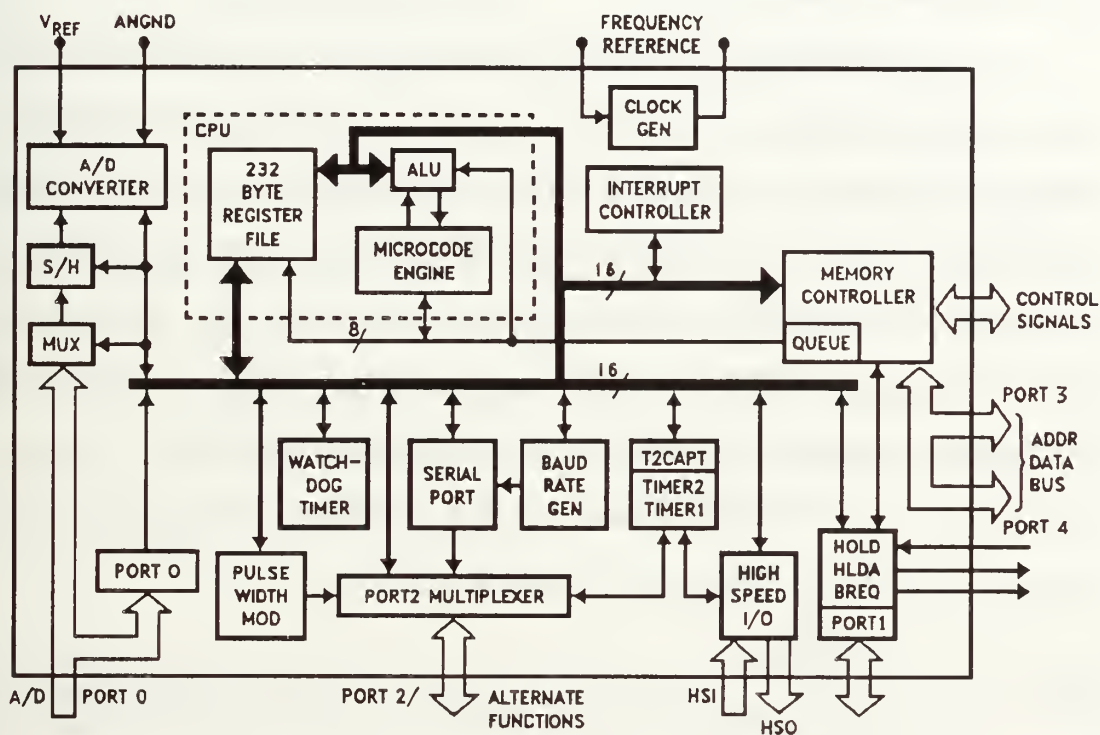 VREF
ANGND
FREQUENCY
REFERENCE
CLOCK
GEN
CPU
A/D
CONVERTER
232
BYTE
REGISTER
FILE
ALU
INTERRUPT
CONTROLLER
MICROCODE
ENGINE
S/H
16
MEMORY
CONTROLLER
CONTROL
SIGNALS
MUX
8
QUEUE
16
PORT 3
ADDR
DATA
BUS
PORT 4
WATCH-
DOG
TIMER
SERIAL
PORT
BAUD
RATE
GEN
T2CAPT
TIMER2
TIMER1
PORT 0
PULSE
WIDTH
MOD
PORT2 MULTIPLEXER
HIGH
SPEED
I/O
HOLD
HLDA
BREQ
PORT1
A/D
PORT 0
PORT 2/
ALTERNATE
FUNCTIONS
HSI
HSO